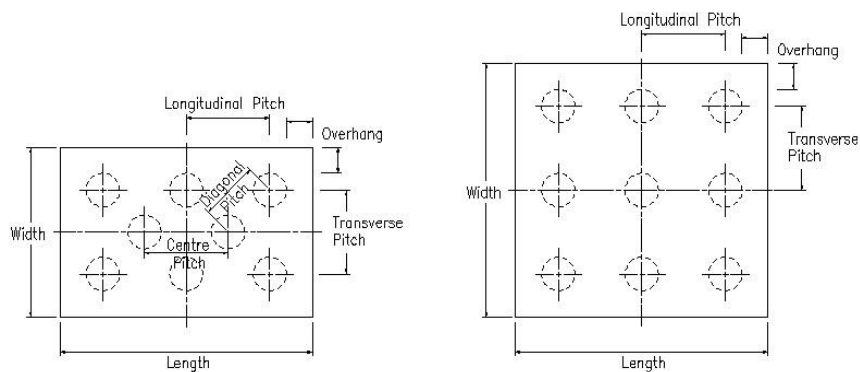 Longitudinal Pitch
Overhang
Diagonal
Pitch
Width
Transverse
Pitch
Centre
Pitch
Length
Longitudinal Pitch
Overhang
Transverse
Pitch
Width
Length